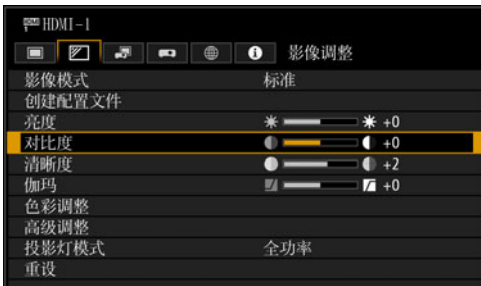 HDMI HDMI-1
影像调整
影像模式 标准
创建配置文件
亮度 +0
对比度 +0
清晰度 +2
伽玛 +0
色彩调整
高级调整
投影灯模式 全功率
重设